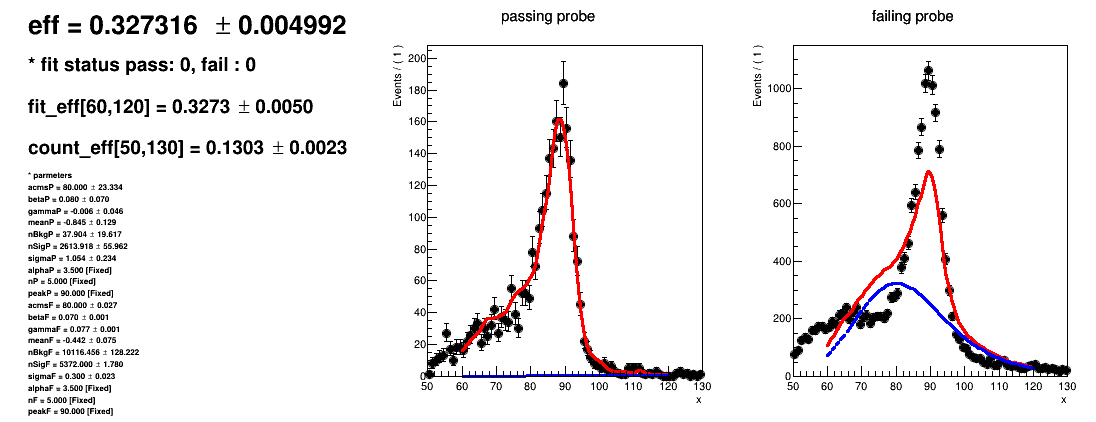 eff = 0.327316 ± 0.004992
* fit status pass: 0, fail : 0
fit_eff[60,120] = 0.3273 ± 0.0050
count_eff[50,130] = 0.1303 ± 0.0023
* parmeters
acmsP = 80.000 ± 23.334
betaP = 0.080 ± 0.070
gammaP = -0.006 ± 0.046
meanP = -0.845 ± 0.129
nBkgP = 37.904 ± 19.617
nSigP = 2613.918 ± 55.962
sigmaP = 1.054 ± 0.234
alphaP = 3.500 [Fixed]
nP = 5.000 [Fixed]
peakP = 90.000 [Fixed]
acmsF = 80.000 ± 0.027
betaF = 0.070 ± 0.001
gammaF = 0.077 ± 0.001
meanF = -0.442 ± 0.075
nBkgF = 10116.456 ± 128.222
nSigF = 5372.000 ± 1.780
sigmaF = 0.300 ± 0.023
alphaF = 3.500 [Fixed]
nF = 5.000 [Fixed]
peakF = 90.000 [Fixed]
passing probe
Events / ( 1 )
200
180
160
140
120
100
80
60
40
20
0
50 60 70 80 90 100 110 120 130
x
failing probe
Events / ( 1 )
1000
800
600
400
200
0
50 60 70 80 90 100 110 120 130
x